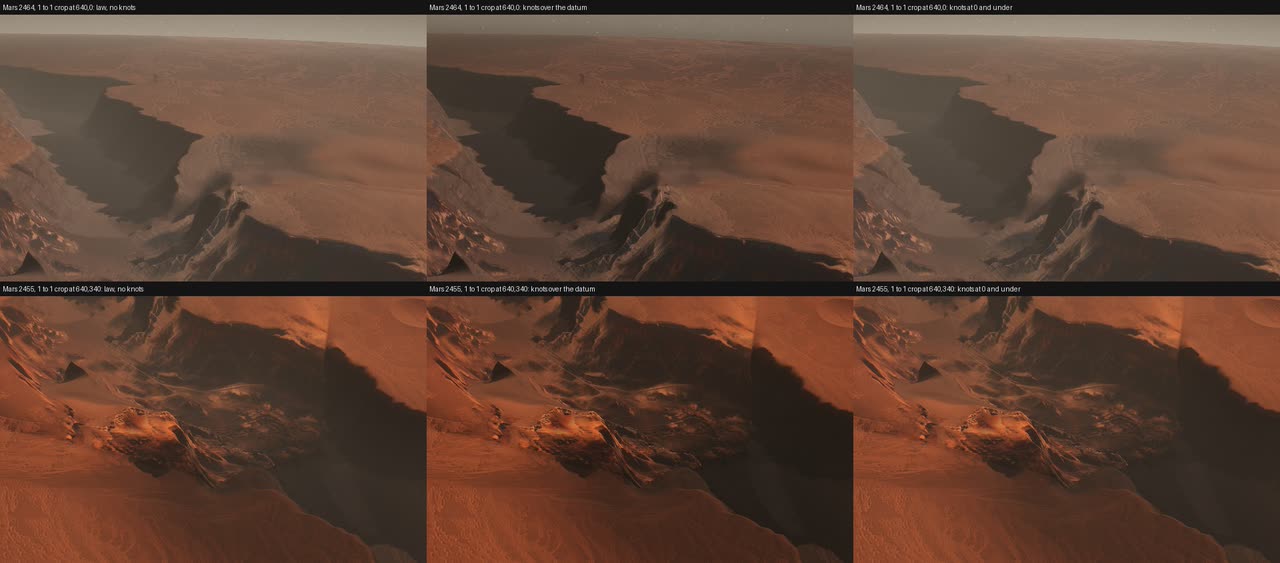 Mars 2464, 1 to 1 crop at 640,0: law, no knots
Mars 2464, 1 to 1 crop at 640,0: knots over the datum
Mars 2464, 1 to 1 crop at 640,0: knots at 0 and under
Mars 2455, 1 to 1 crop at 640,340: law, no knots
Mars 2455, 1 to 1 crop at 640,340: knots over the datum
Mars 2455, 1 to 1 crop at 640,340: knots at 0 and under